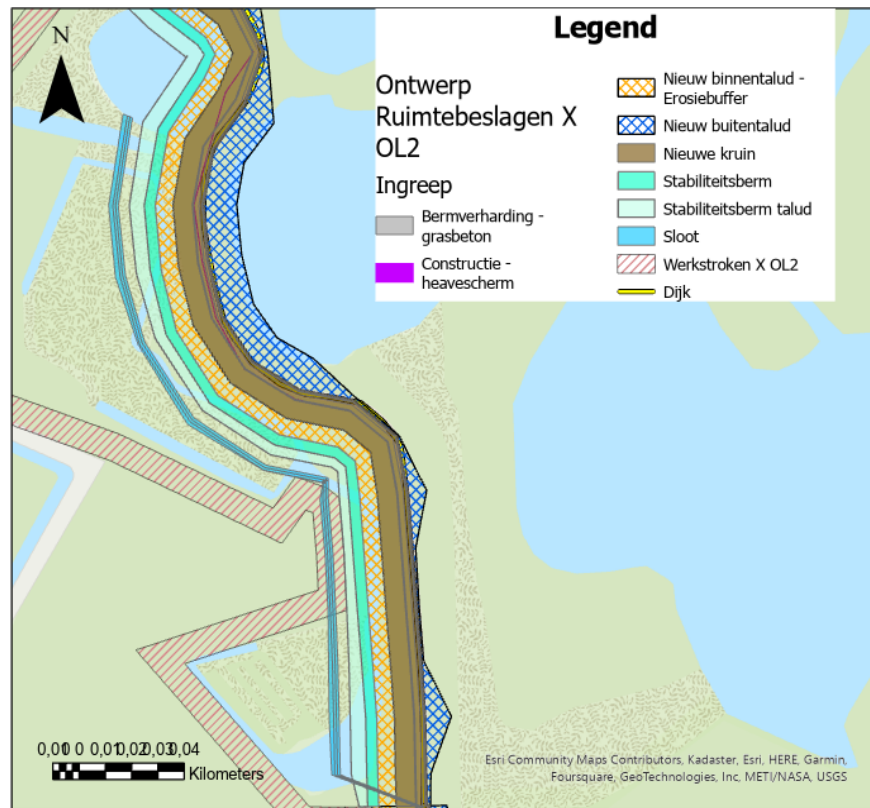 Legend
N
Ontwerp
Ruimtebeslagen X
OL2
Ingreep
Bermverharding -
grasbeton
Constructie -
heavescherm
Nieuw binnentalud -
Erosiebuffer
Nieuw buitentalud
Nieuwe kruin
Stabiliteitsberm
Stabiliteitsberm talud
Sloot
Werkstroken X OL2
Dijk
0,01 0 0,01 0,02 0,03 0,04
Kilometers
Esri Community Maps Contributors, Kadaster, Esri, HERE, Garmin,
Foursquare, GeoTechnologies, Inc, METI/NASA, USGS